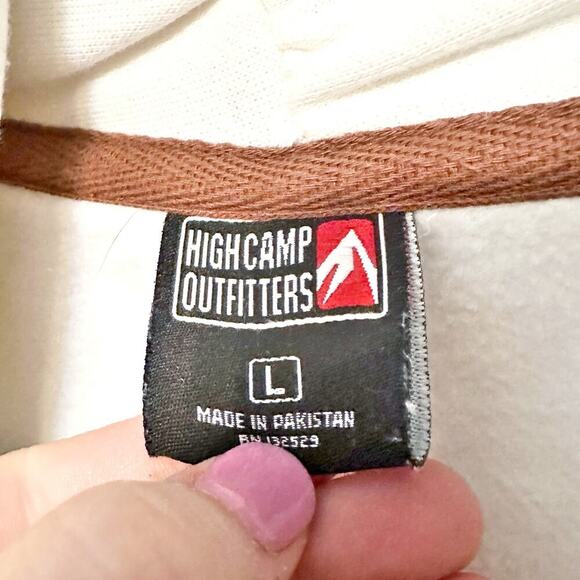 HIGHCAMP
OUTFITTERS
L
MADE IN PAKISTAN
RN 132529